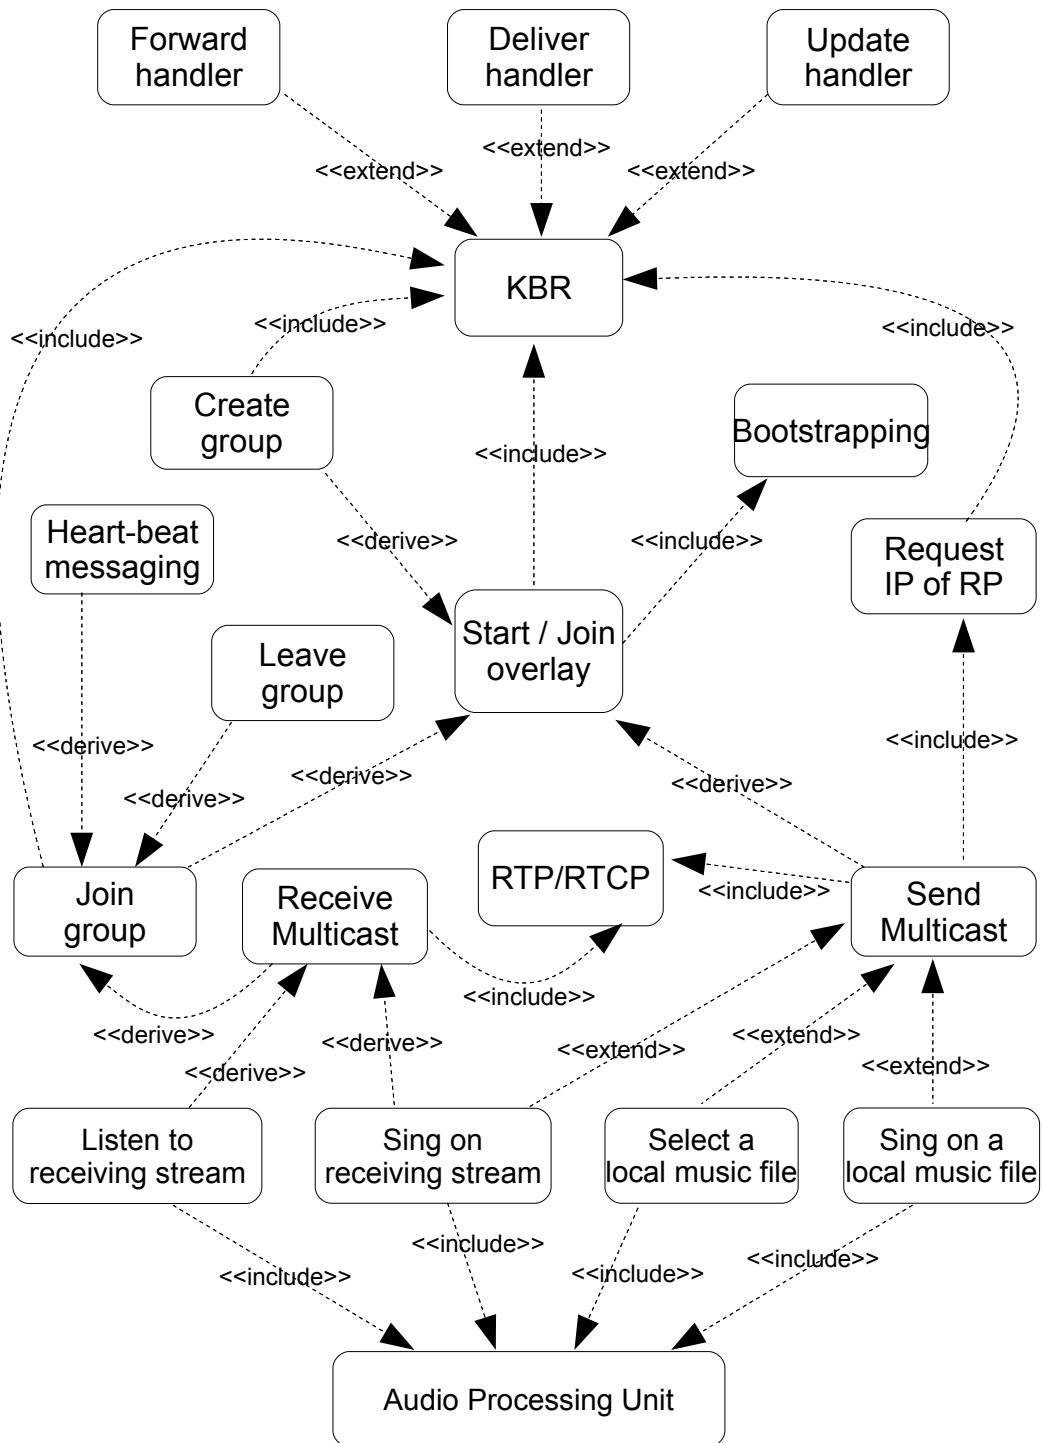 Forward
handler
Deliver
handler
Update
handler
<<extend>>
<<extend>>
<<extend>>
KBR
<<include>>
<<include>>
<<include>>
Create
group
Bootstrapping
<<include>>
Heart-beat
messaging
<<derive>>
<<include>>
Request
IP of RP
Start / Join
overlay
Leave
group
<<derive>>
<<derive>>
<<derive>>
<<derive>>
<<include>>
RTP/RTCP
<<include>>
Join
group
Receive
Multicast
Send
Multicast
<<include>>
<<derive>>
<<derive>>
<<derive>>
<<extend>>
<<extend>>
<<extend>>
Listen to
receiving stream
Sing on
receiving stream
Select a
local music file
Sing on a
local music file
<<include>>
<<include>>
<<include>>
<<include>>
Audio Processing Unit